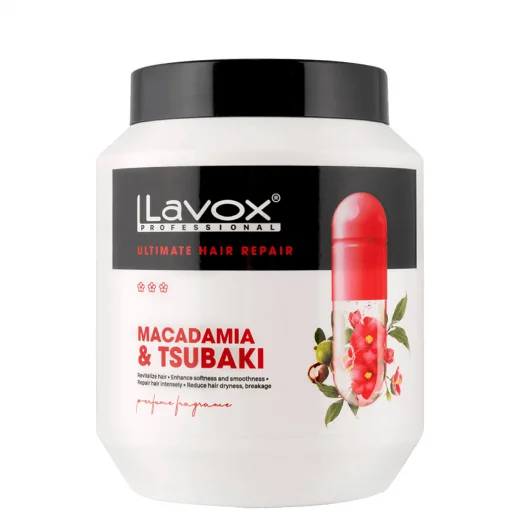 Lavox®
PROFESSIONAL
ULTIMATE HAIR REPAIR
MACADAMIA
& TSUBAKI
Revitalize hair • Enhance softness and smoothness •
Repair hair intensely • Reduce hair dryness, breakage
perfume fragrance